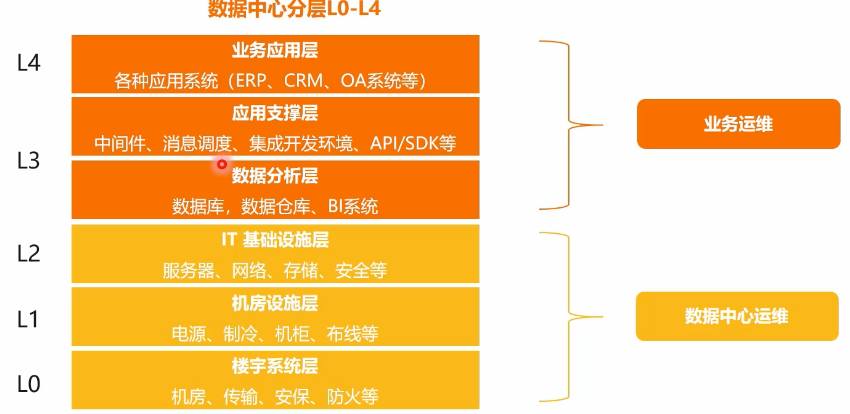 数据中心分层L0-L4
L4
业务应用层
各种应用系统（ERP、CRM、OA系统等）
L3
应用支撑层
中间件、消息调度、集成开发环境、API/SDK等
数据分析层
数据库，数据仓库、BI系统
业务运维
L2
IT 基础设施层
服务器、网络、存储、安全等
L1
机房设施层
电源、制冷、机柜、布线等
L0
楼宇系统层
机房、传输、安保、防火等
数据中心运维